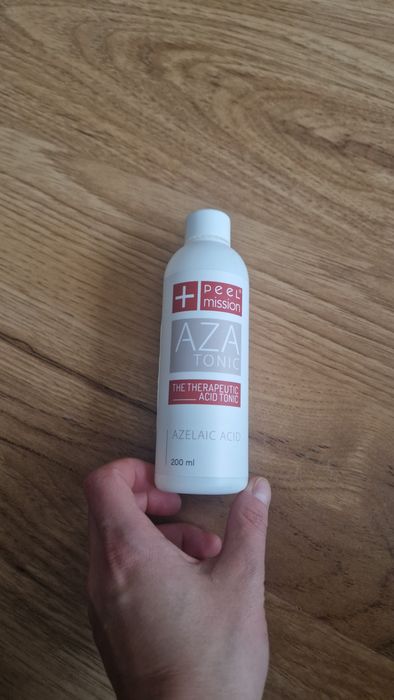 peel
mission
AZA
TONIC
THE THERAPEUTIC
ACID TONIC
AZELAIC ACID
200 ml